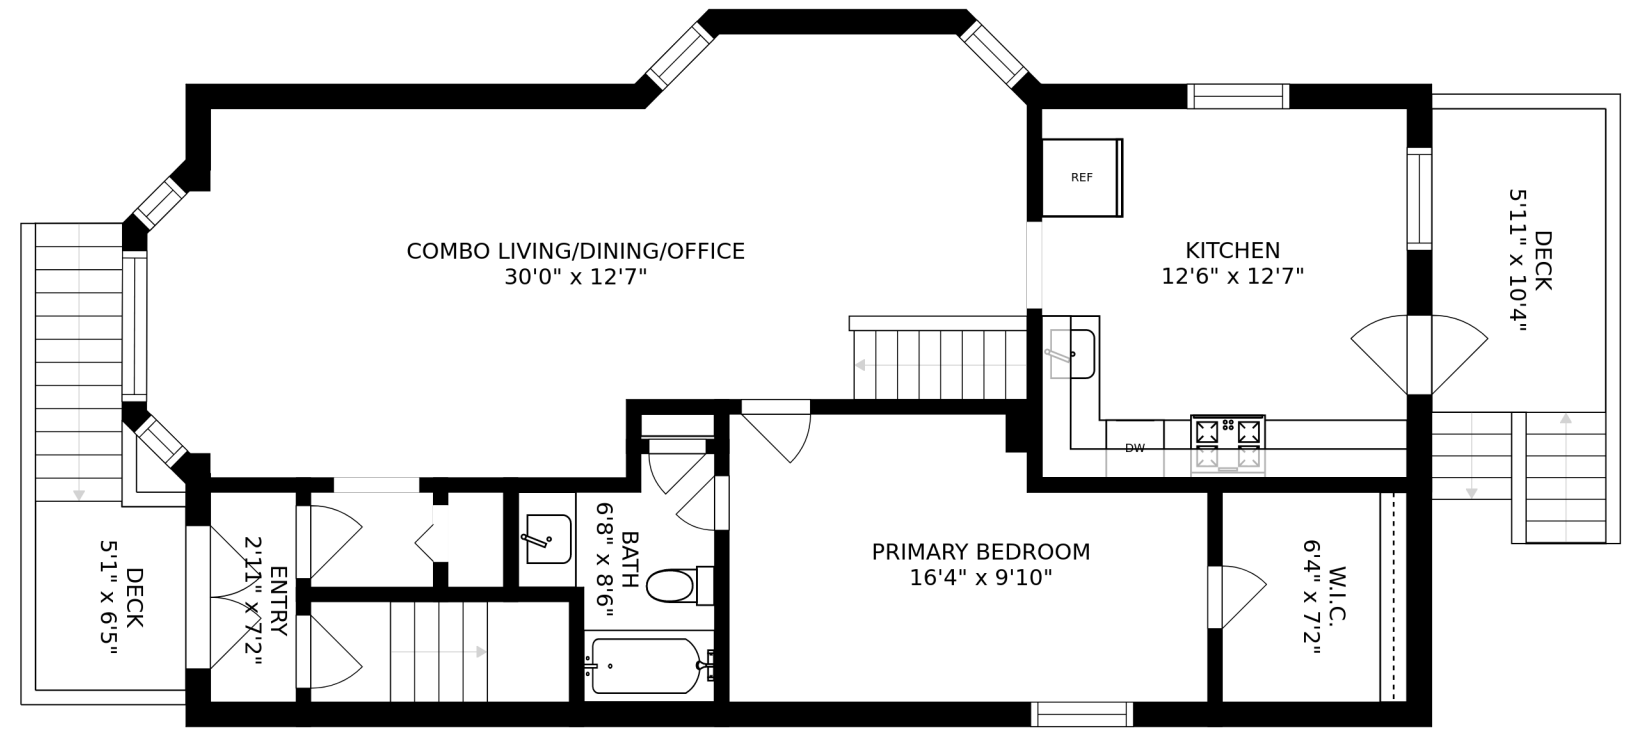 COMBO LIVING/DINING/OFFICE
30'0" x 12'7"
REF
KITCHEN
12'6" x 12'7"
DECK
5'11" x 10'4"
DW
DECK
5'1" x 6'5"
ENTRY
2'11" x 7'2"
BATH
6'8" x 8'6"
PRIMARY BEDROOM
16'4" x 9'10"
W.I.C.
6'4" x 7'2"